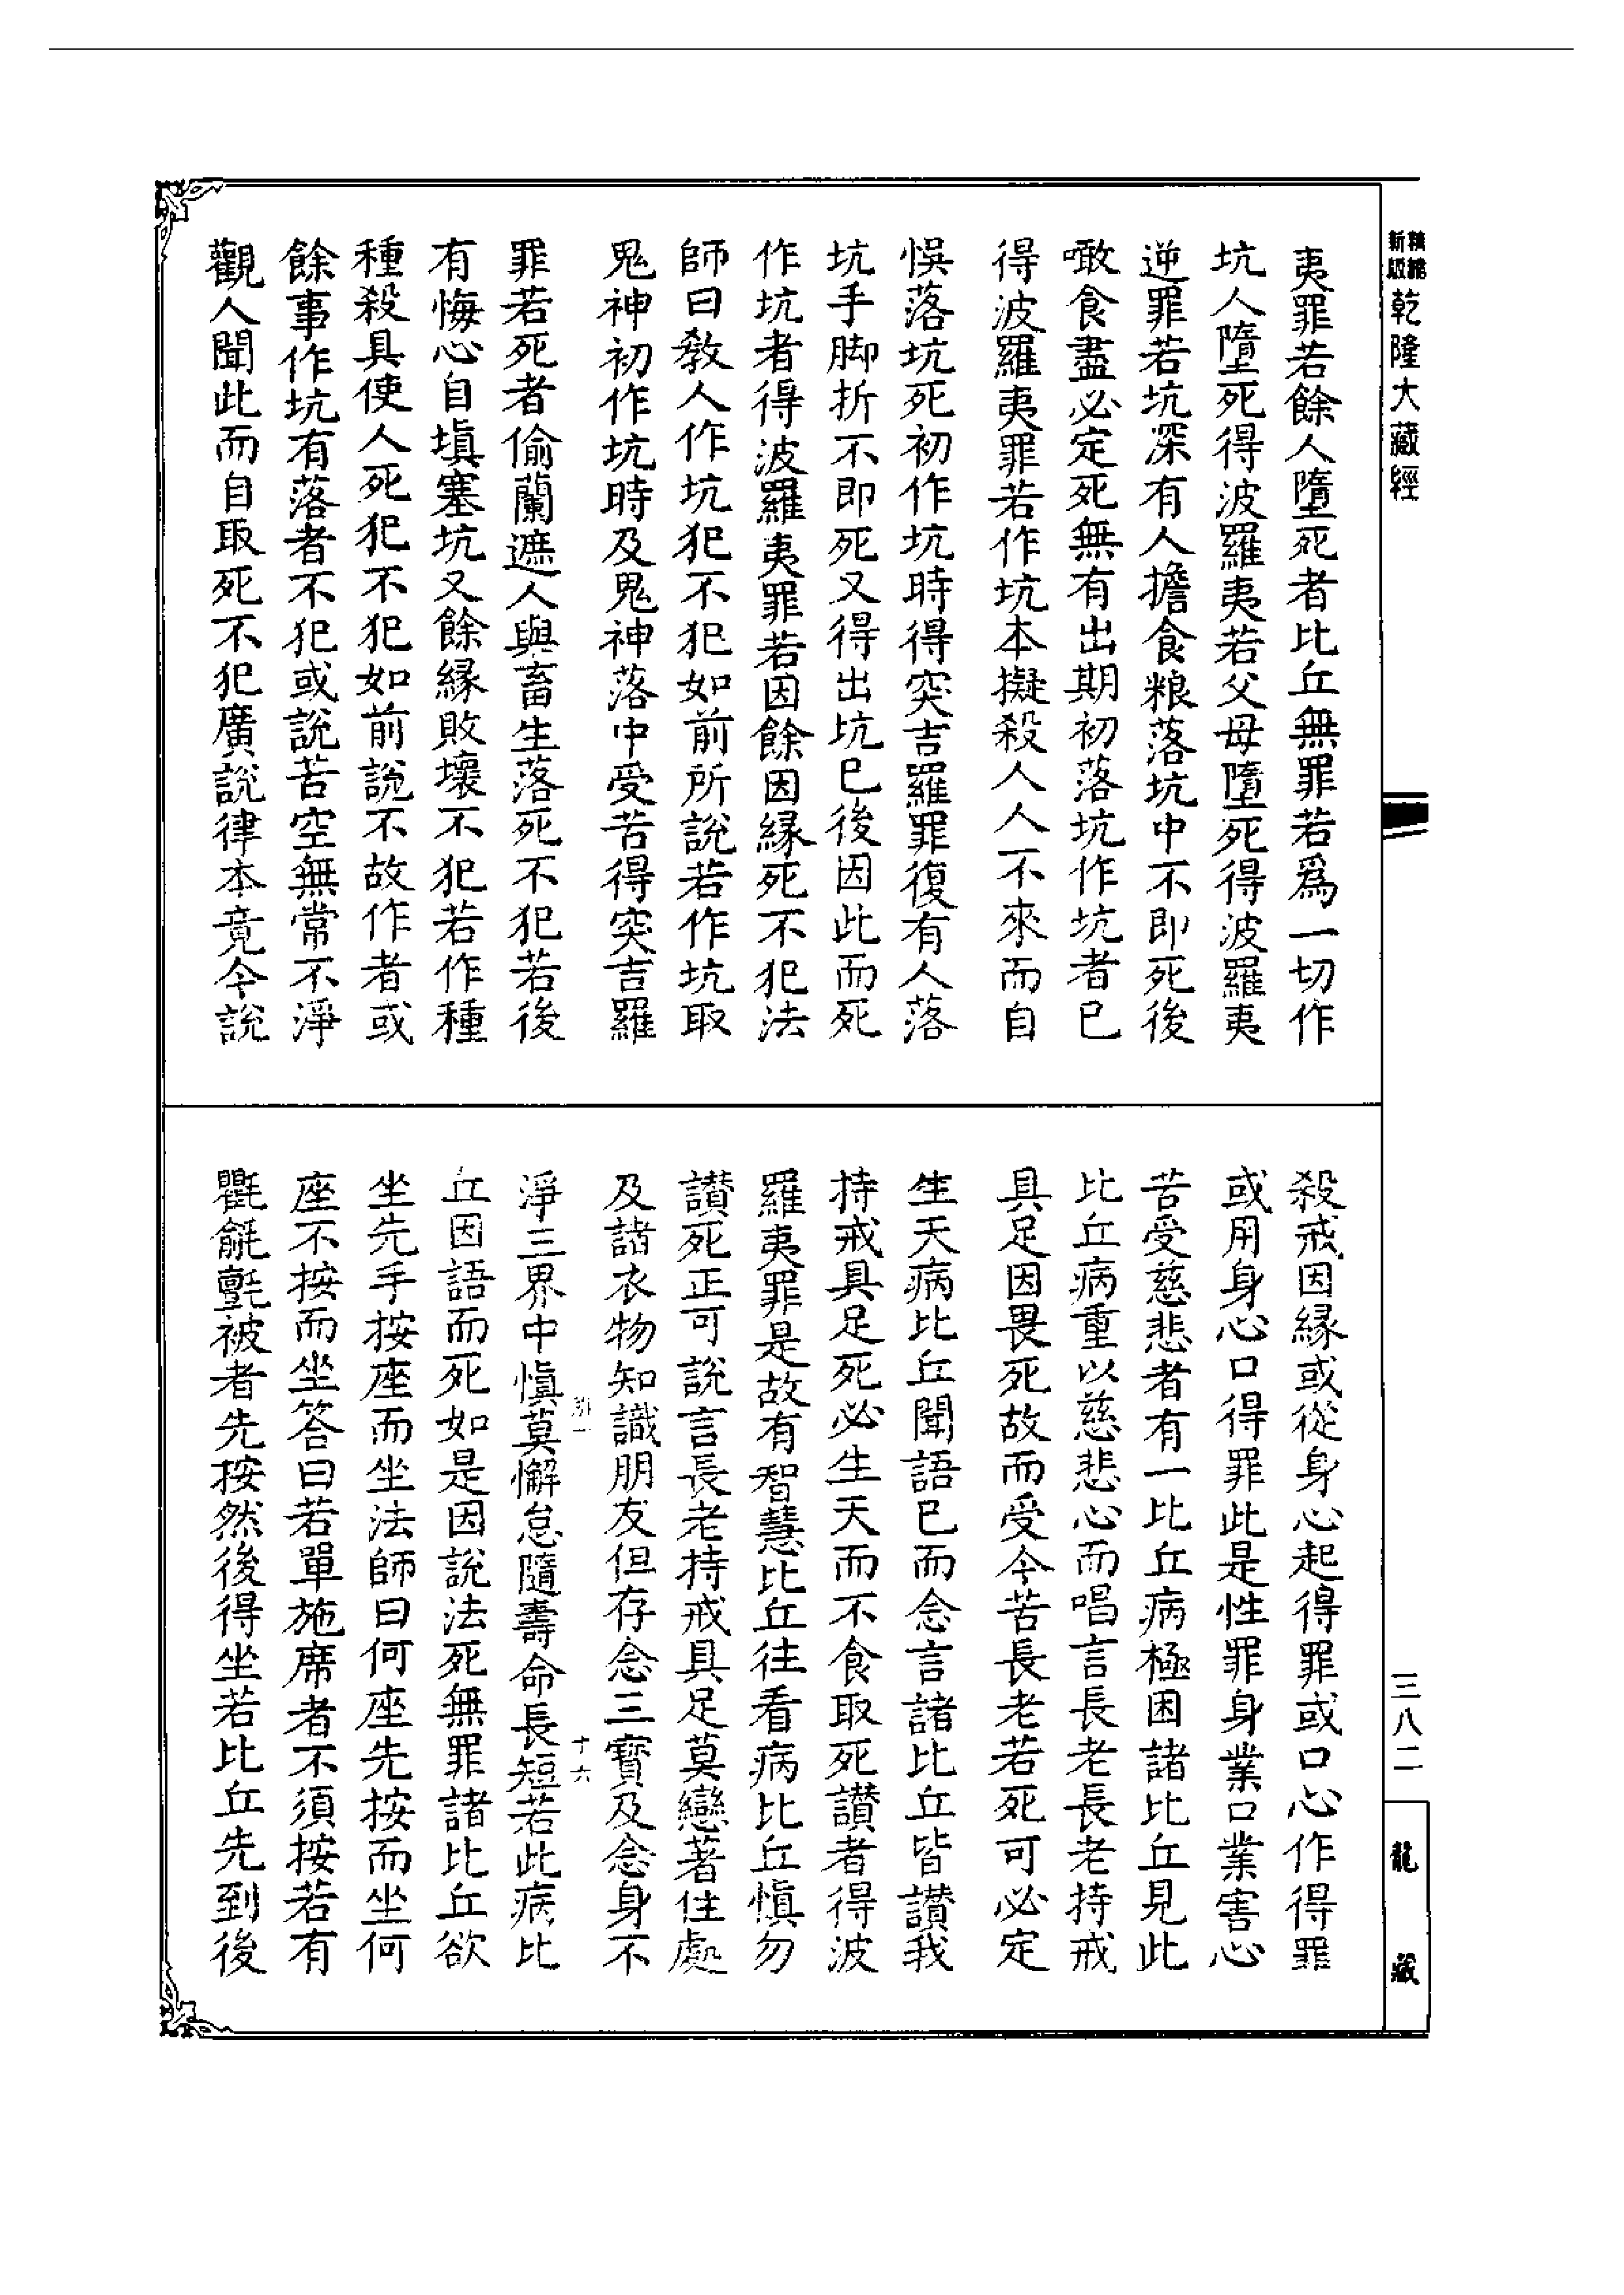 精縮新版乾隆大藏經
夷罪若餘人墮死者比丘無罪若爲一切作
坑人墮死得波羅夷若父母墮死得波羅夷
逆罪若坑深有人擔食粮落坑中不即死後
噉食盡必定死無有出期初落坑作坑者已
得波羅夷罪若作坑本擬殺人人不來而自
悞落坑死初作坑時得突吉羅罪復有人落
坑手脚折不即死又得出坑已後因此而死
作坑者得波羅夷罪若因餘因緣死不犯法
師曰教人作坑犯不犯如前所說若作坑取
鬼神初作坑時及鬼神落中受苦得突吉羅
罪若死者偷蘭遮人與畜生落死不犯若後
有悔心自填塞坑又餘緣敗壞不犯若作種
種殺具使人死犯不犯如前說不故作者或
餘事作坑有落者不犯或說苦空無常不淨
觀人聞此而自取死不犯廣說律本竟今說
殺戒因緣或從身心起得罪或口心作得罪
或用身心口得罪此是性罪身業口業害心
苦受慈悲者有一比丘病極困諸比丘見此
比丘病重以慈悲心而唱言長老長老持戒
具足因畏死故而受今苦長老若死可必定
生天病比丘聞語已而念言諸比丘皆讃我
持戒具足死必生天而不食取死讃者得波
羅夷罪是故有智慧比丘往看病比丘慎勿
讃死正可說言長老持戒具足莫戀著住處
及諸衣物知識朋友但存念三寶及念身不
十六
淨三界中慎莫懈怠隨壽命長短若此病比
丘因語而死如是因說法死無罪諸比丘欲
坐先手按座而坐法師曰何座先按而坐何
座不按而坐答曰若單施席者不須按若有
氍毹氈被者先按然後得坐若比丘先到後
三八二
龍藏